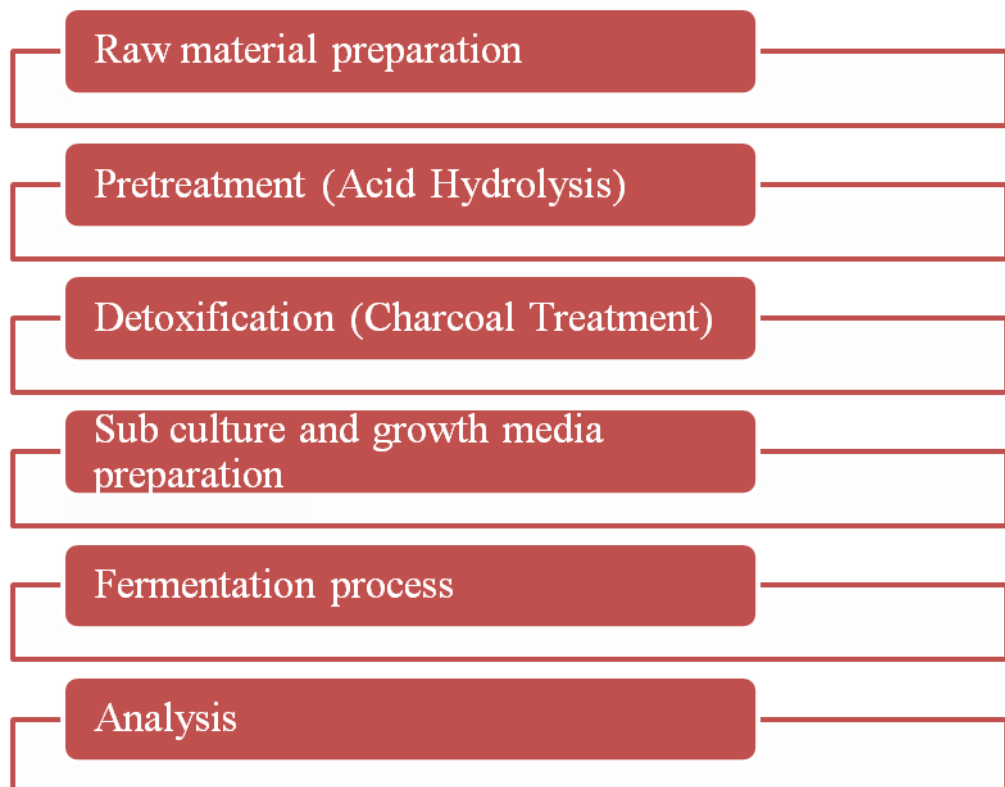 Raw material preparation
Pretreatment (Acid Hydrolysis)
Detoxification (Charcoal Treatment)
Sub culture and growth media
preparation
Fermentation process
Analysis